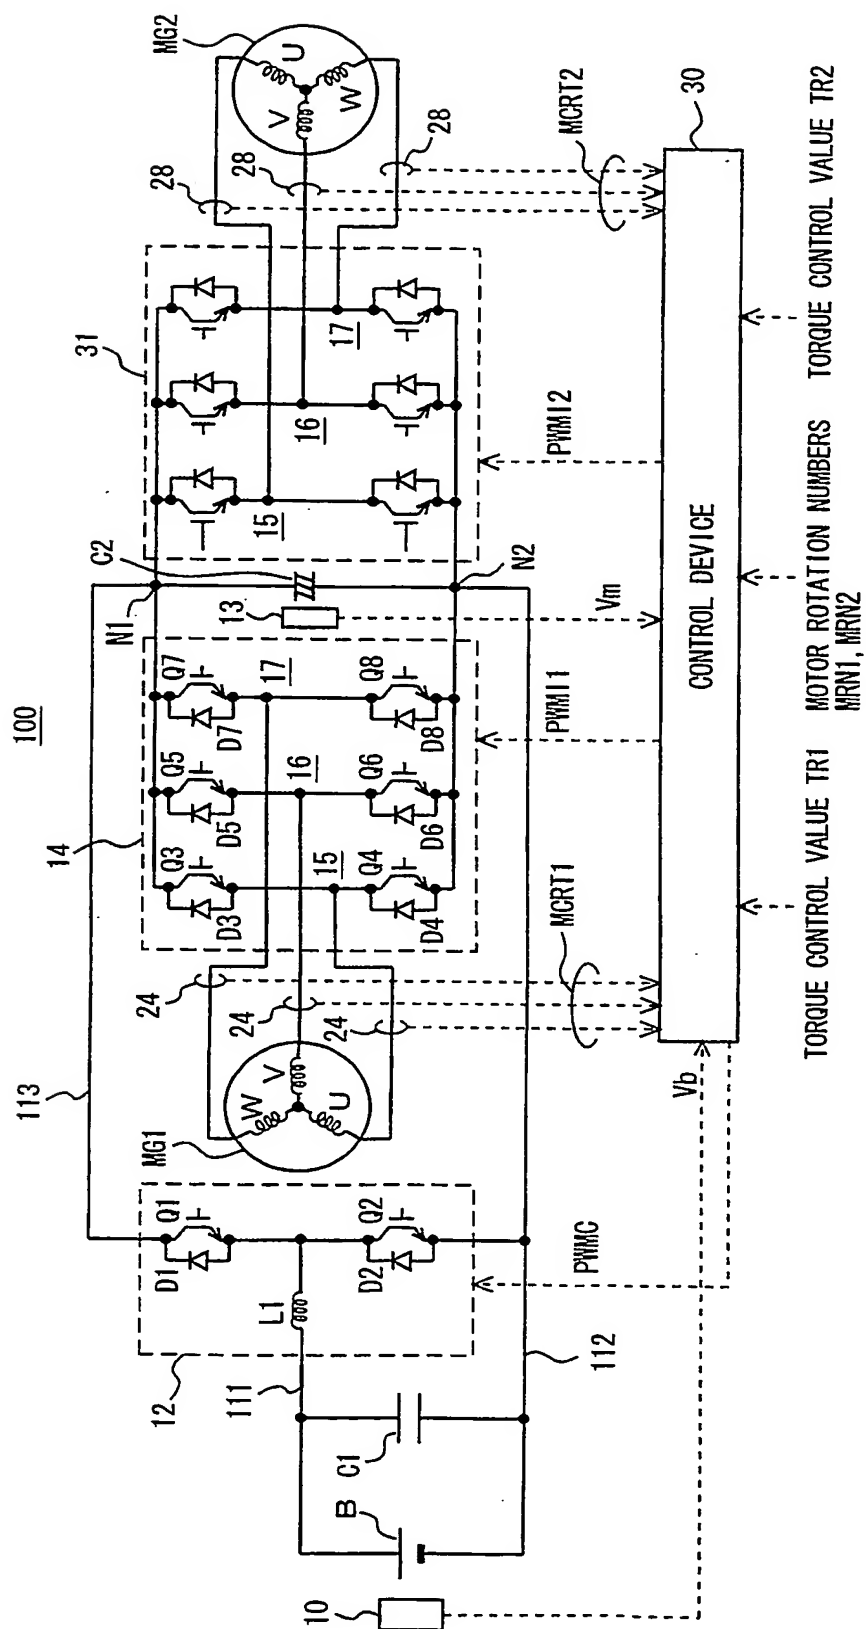 100
113
N1
C2
31
MG2
14
Q7
17
D7
Q5
16
D5
Q3
15
D3
Q8
D8
Q6
D6
Q4
D4
13
N2
15
16
17
28
28
28
U
V
W
24
24
24
MG1
W
V
U
12
D1
Q1
L1
Q2
D2
111
112
C1
B
10
PWMC
MCRT1
PWMI1
Vm
PWMI2
MCRT2
30
Vb
CONTROL DEVICE
TORQUE CONTROL VALUE TR1
MOTOR ROTATION NUMBERS
MRN1, MRN2
TORQUE CONTROL VALUE TR2